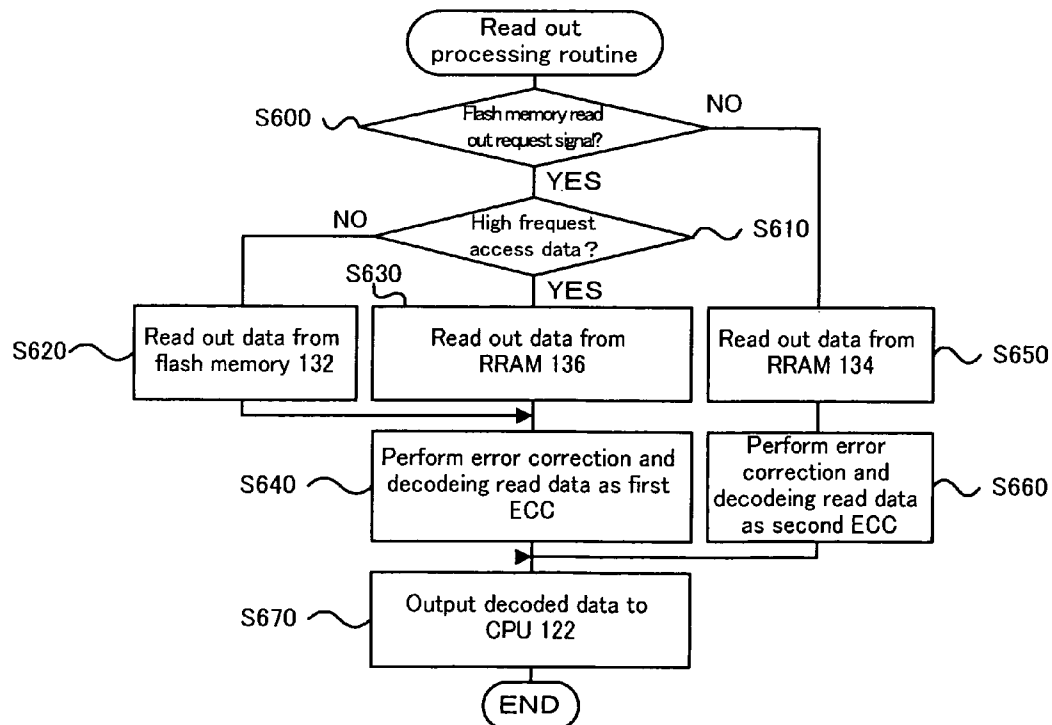 Read out
processing routine
S600
Flash memory read
out request signal?
NO
YES
NO
High frequest
access data?
S610
S630
YES
S620
Read out data from
flash memory 132
Read out data from
RRAM 136
Read out data from
RRAM 134
S650
S640
Perform error correction and
decodeing read data as first
ECC
Perform error
correction and
decodeing read data
as second ECC
S660
S670
Output decoded data to
CPU 122
END